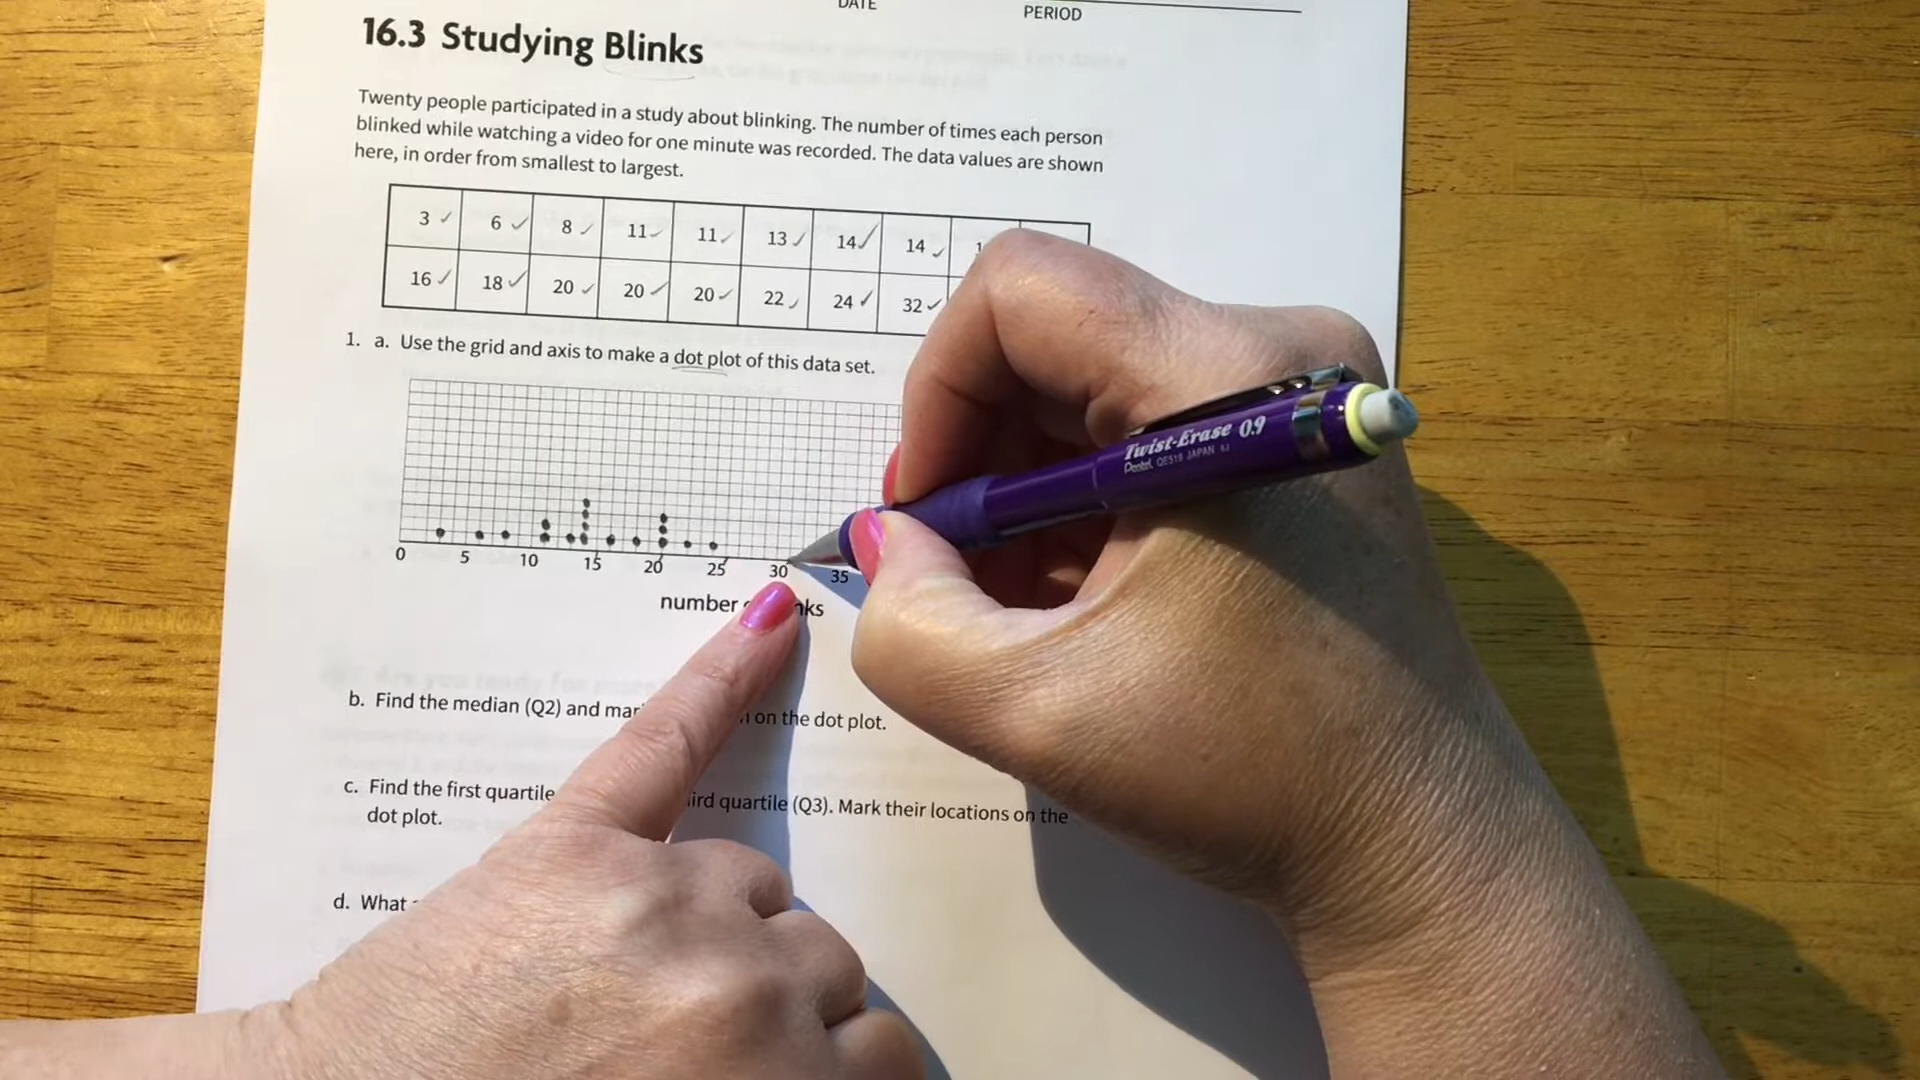 DATE
PERIOD
16.3 Studying Blinks
Twenty people participated in a study about blinking. The number of times each person
blinked while watching a video for one minute was recorded. The data values are shown
here, in order from smallest to largest.
3 ✓ 6 ✓ 8 ✓ 11 ✓ 11 ✓ 13 ✓ 14 ✓ 14 ✓
16 ✓ 18 ✓ 20 ✓ 20 ✓ 20 ✓ 22 ✓ 24 ✓ 32 ✓
1. a. Use the grid and axis to make a dot plot of this data set.
0 5 10 15 20 25 30 35
number
b. Find the median (Q2) and on the dot plot.
c. Find the first quartile quartile (Q3). Mark their locations on the
dot plot.
d. What
Twist-Erase 0.9
Pentel QE519 JAPAN